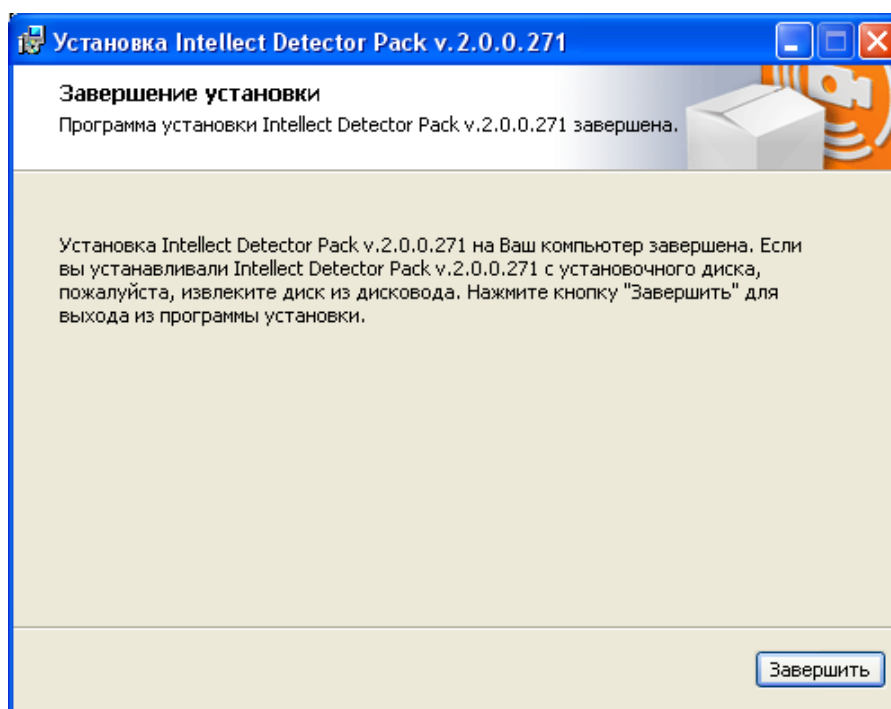 Установка Intellect Detector Pack v.2.0.0.271
Завершение установки
Программа установки Intellect Detector Pack v.2.0.0.271 завершена.
Установка Intellect Detector Pack v.2.0.0.271 на Ваш компьютер завершена. Если
вы устанавливали Intellect Detector Pack v.2.0.0.271 с установочного диска,
пожалуйста, извлеките диск из дисковода. Нажмите кнопку "Завершить" для
выхода из программы установки.
Завершить